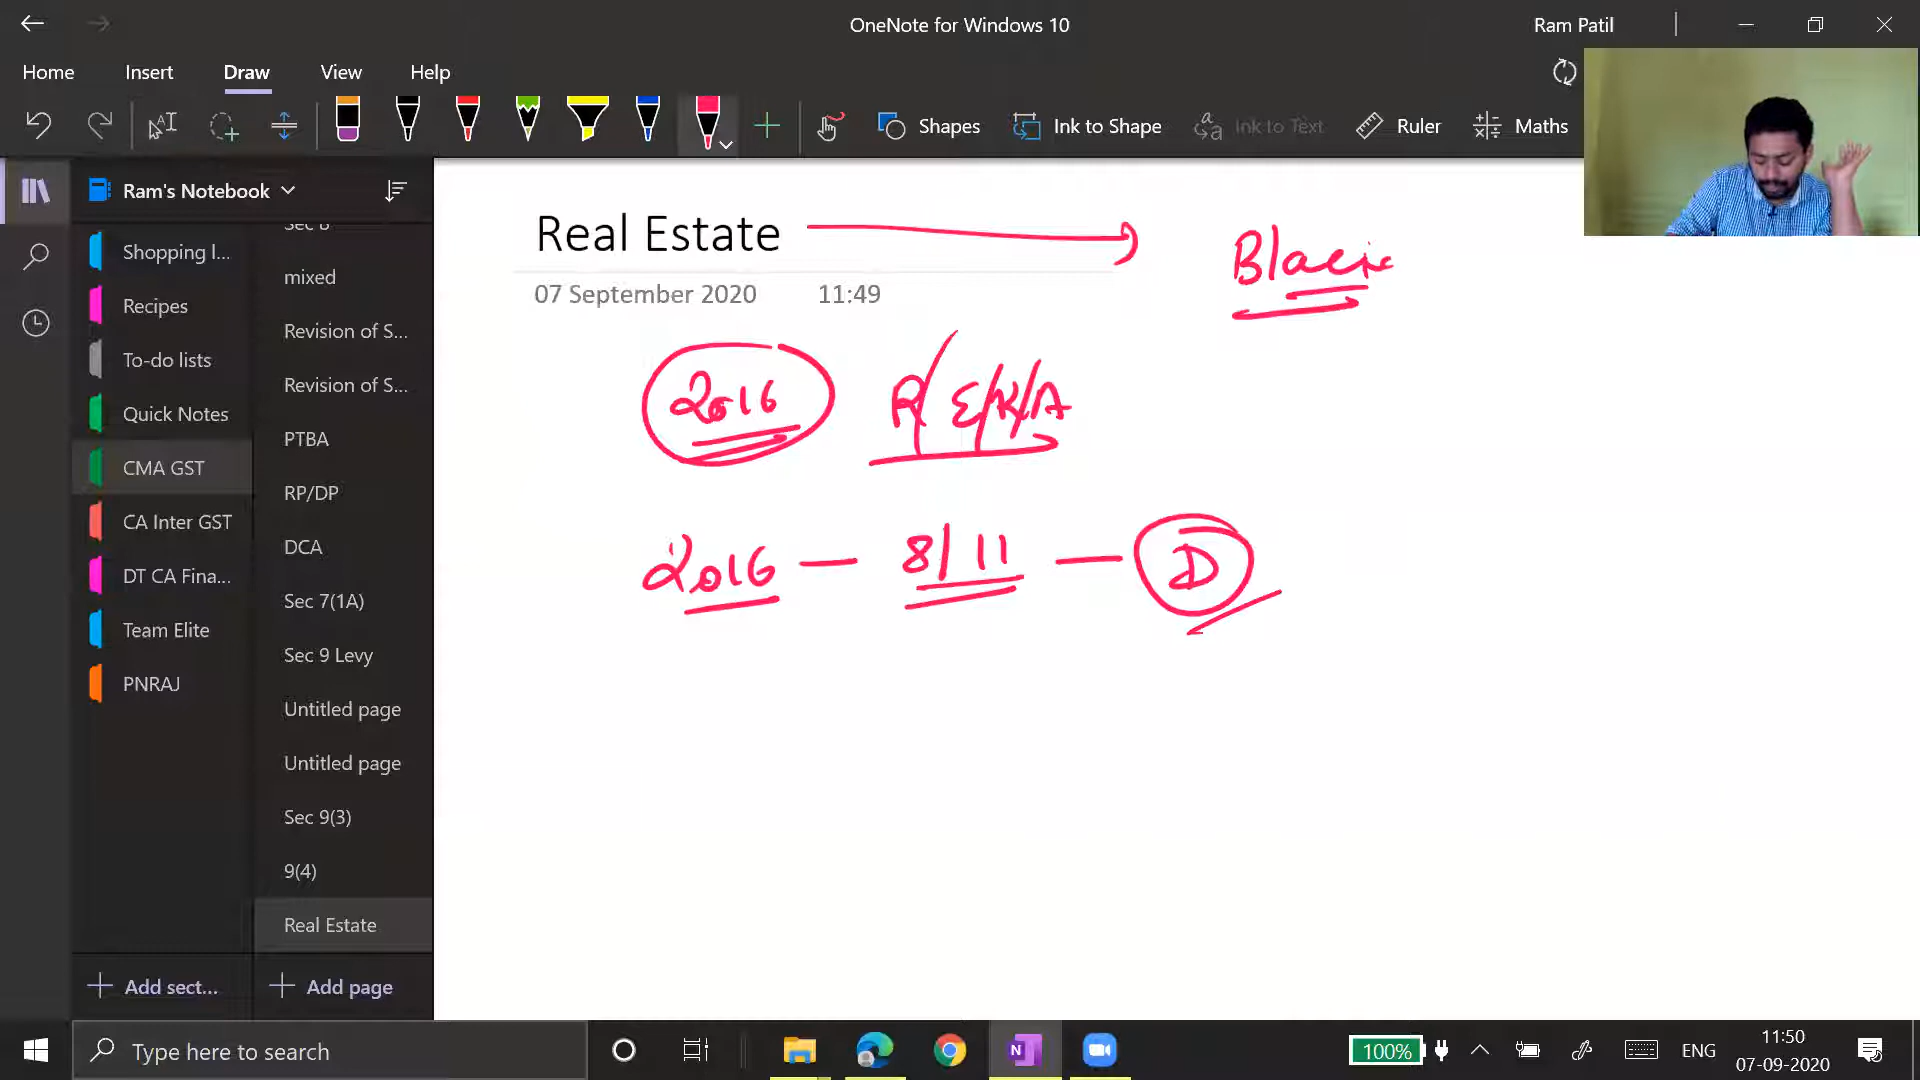 OneNote for Windows 10
Ram Patil
Home
Insert
Draw
View
Help
Shapes
Ink to Shape
Ink to Text
Ruler
Maths
Ram's Notebook
Shopping l...
Recipes
To-do lists
Quick Notes
CMA GST
CA Inter GST
DT CA Fina...
Team Elite
PNRAJ
Add sect...
Sec 8
mixed
Revision of S...
Revision of S...
PTBA
RP/DP
DCA
Sec 7(1A)
Sec 9 Levy
Untitled page
Untitled page
Sec 9(3)
9(4)
Real Estate
Add page
Real Estate
07 September 2020 11:49
2016 R/E/R/A
2016 — 8/11 — D
Type here to search
100%
ENG
11:50
07-09-2020